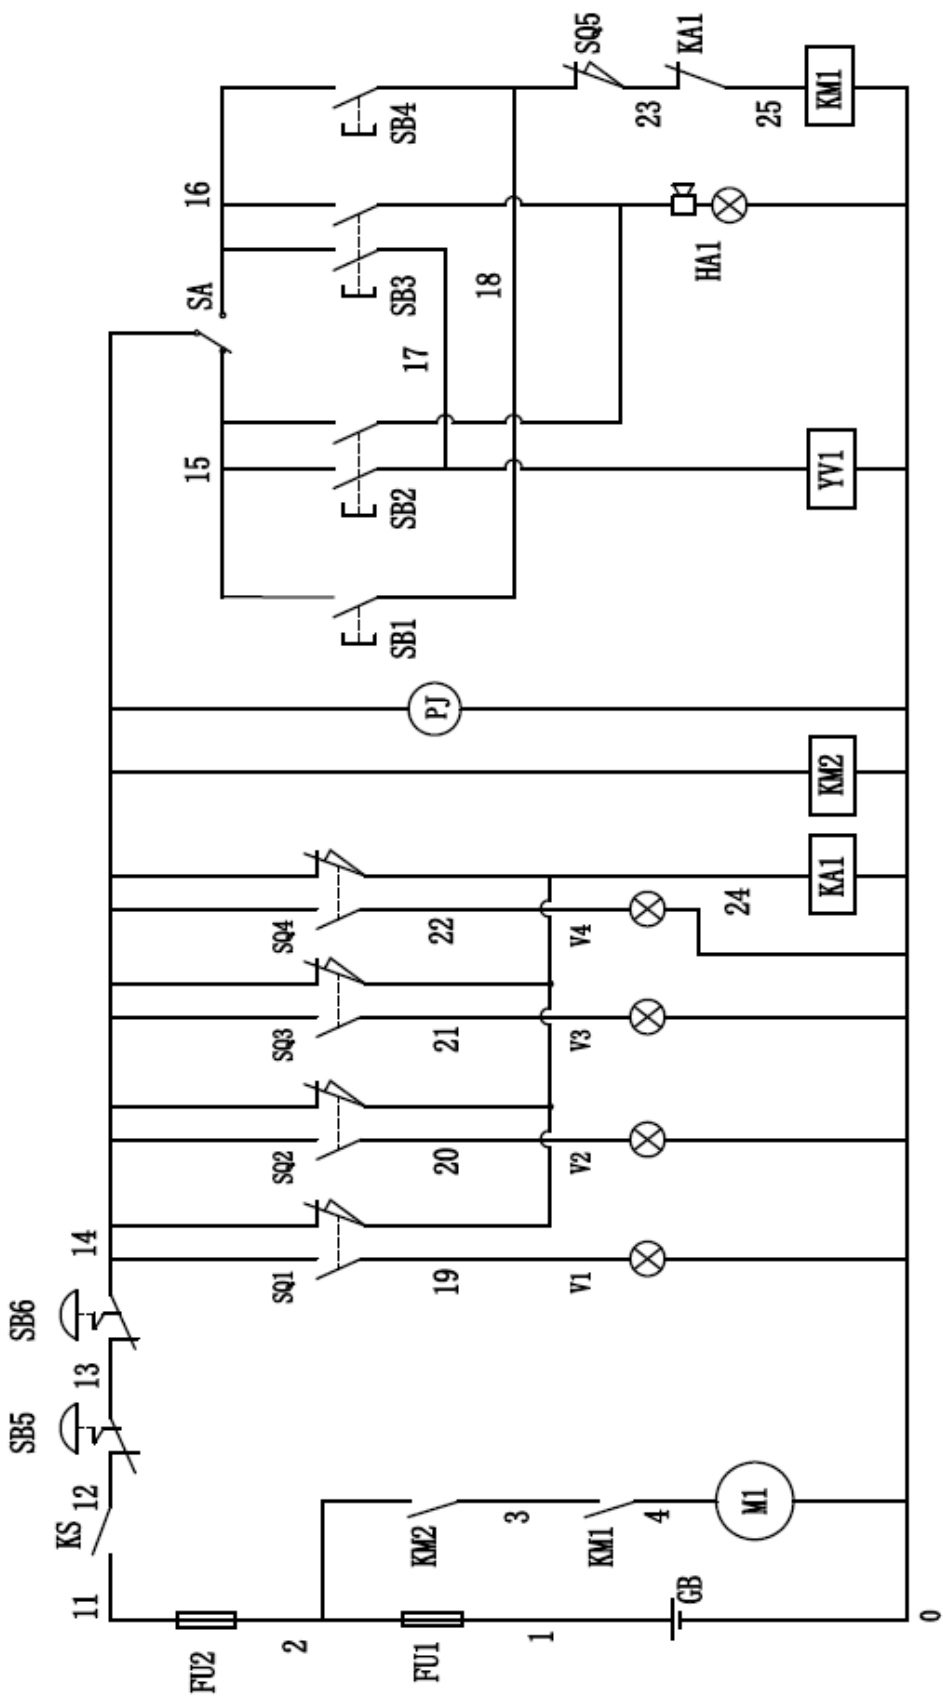 SB5
SB6
KS
11
12
13
14
SA
15
16
FU2
2
FU1
1
GB
0
KM2
3
KM1
4
M1
SQ1
SQ2
SQ3
SQ4
19
20
21
22
V1
V2
V3
V4
24
KA1
KM2
PJ
SB1
SB2
SB3
SB4
17
18
YV1
HA1
SQ5
23
KA1
25
KM1